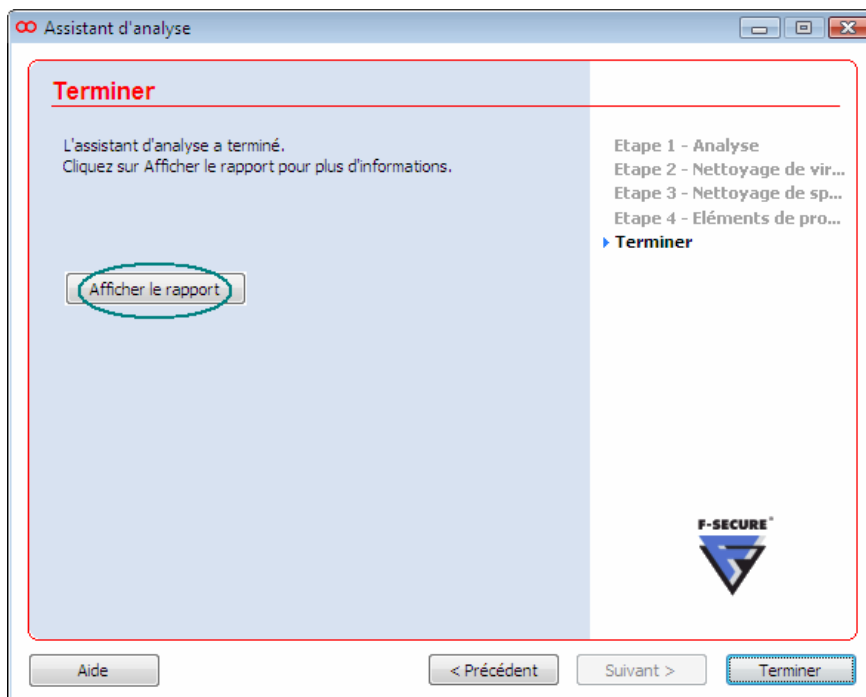 Assistant d'analyse
Terminer
L'assistant d'analyse a terminé.
Cliquez sur Afficher le rapport pour plus d'informations.
Afficher le rapport
Etape 1 - Analyse
Etape 2 - Nettoyage de vir...
Etape 3 - Nettoyage de sp...
Etape 4 - Eléments de pro...
Terminer
F-SECURE®
Aide
< Précédent
Suivant >
Terminer